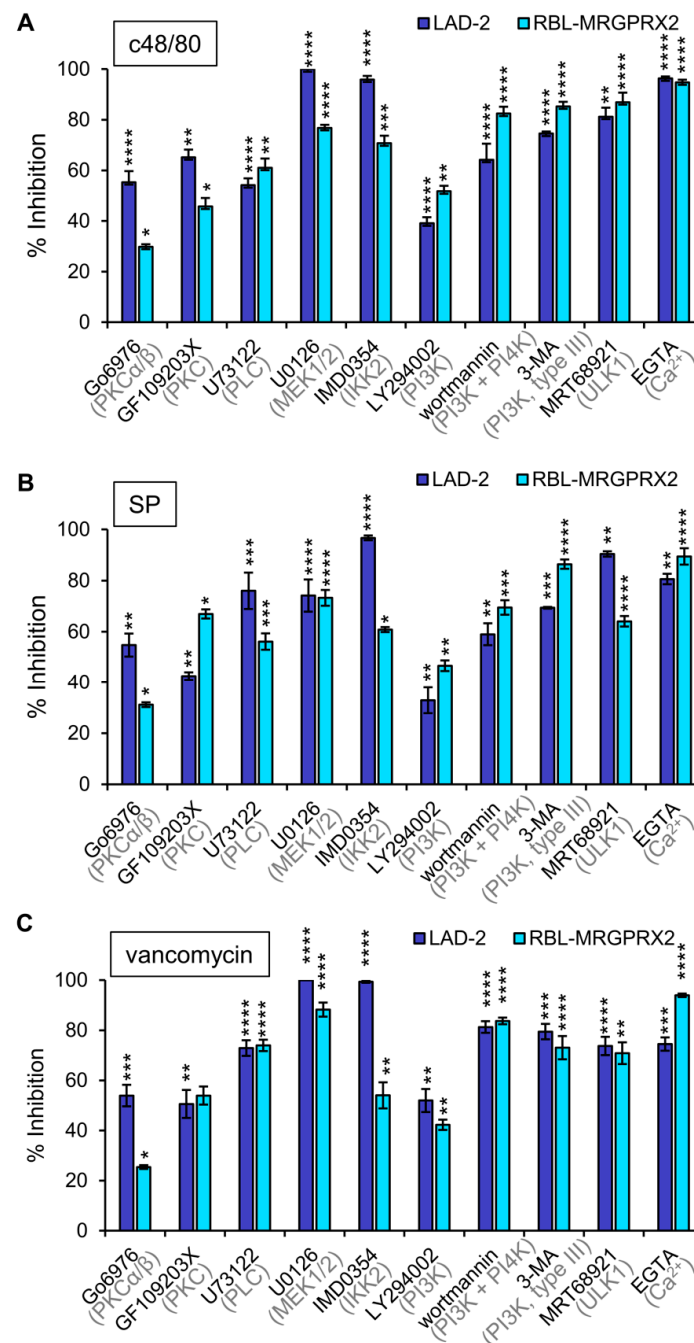 A
c48/80
LAD-2 RBL-MRGPRX2
% Inhibition
100
80
60
40
20
0
**** * ** * **** ** **** **** **** *** **** ** **** **** **** **** ** **** **** ****
Go6976 (PKCα/β)
GF109203X (PKC)
U73122 (PLC)
U0126 (MEK1/2)
IMD0354 (IKK2)
LY294002 (PI3K)
wortmannin (PI3K + PI4K)
3-MA (PI3K, type III)
MRT68921 (ULK1)
EGTA (Ca²⁺)
B
SP
LAD-2 RBL-MRGPRX2
% Inhibition
100
80
60
40
20
0
** * ** * *** *** **** **** **** * ** ** ** *** *** **** ** **** ** ****
Go6976 (PKCα/β)
GF109203X (PKC)
U73122 (PLC)
U0126 (MEK1/2)
IMD0354 (IKK2)
LY294002 (PI3K)
wortmannin (PI3K + PI4K)
3-MA (PI3K, type III)
MRT68921 (ULK1)
EGTA (Ca²⁺)
C
vancomycin
LAD-2 RBL-MRGPRX2
% Inhibition
100
80
60
40
20
0
*** * ** **** **** **** **** **** ** ** ** **** **** *** **** **** ** *** ****
Go6976 (PKCα/β)
GF109203X (PKC)
U73122 (PLC)
U0126 (MEK1/2)
IMD0354 (IKK2)
LY294002 (PI3K)
wortmannin (PI3K + PI4K)
3-MA (PI3K, type III)
MRT68921 (ULK1)
EGTA (Ca²⁺)